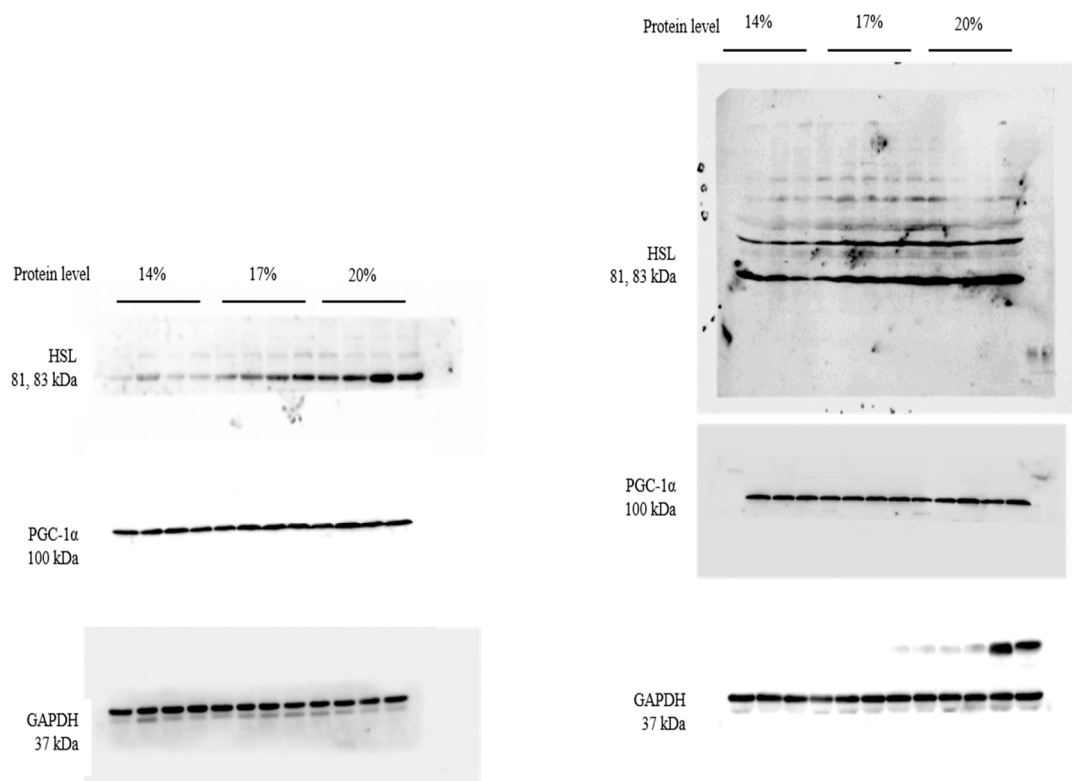 Protein level 14% 17% 20%
HSL
81, 83 kDa
PGC-1α
100 kDa
GAPDH
37 kDa
Protein level 14% 17% 20%
HSL
81, 83 kDa
PGC-1α
100 kDa
GAPDH
37 kDa